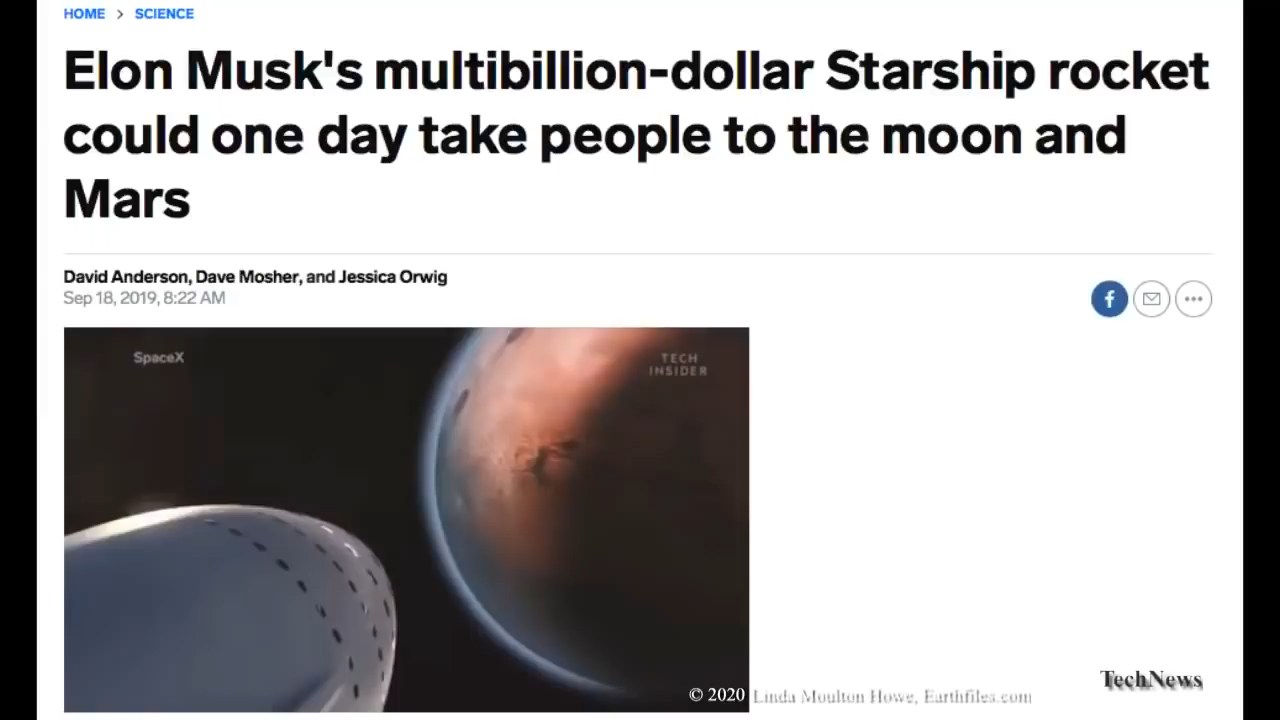 HOME > SCIENCE
Elon Musk's multibillion-dollar Starship rocket
could one day take people to the moon and
Mars
David Anderson, Dave Mosher, and Jessica Orwig
Sep 18, 2019, 8:22 AM
f
SpaceX
TECH
INSIDER
TechNews
© 2020 Linda Moulton Howe, Earthfiles.com